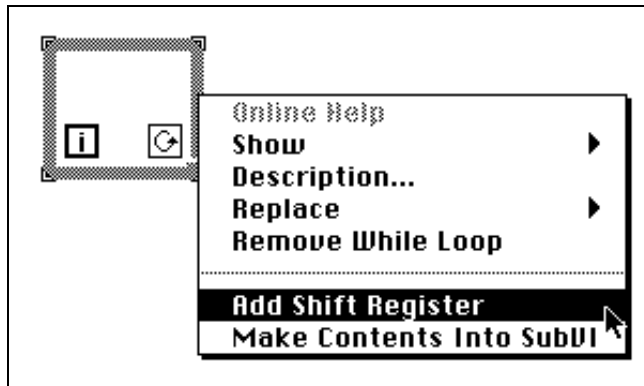 i
Online Help
Show
Description...
Replace
Remove While Loop
Add Shift Register
Make Contents Into SubVI